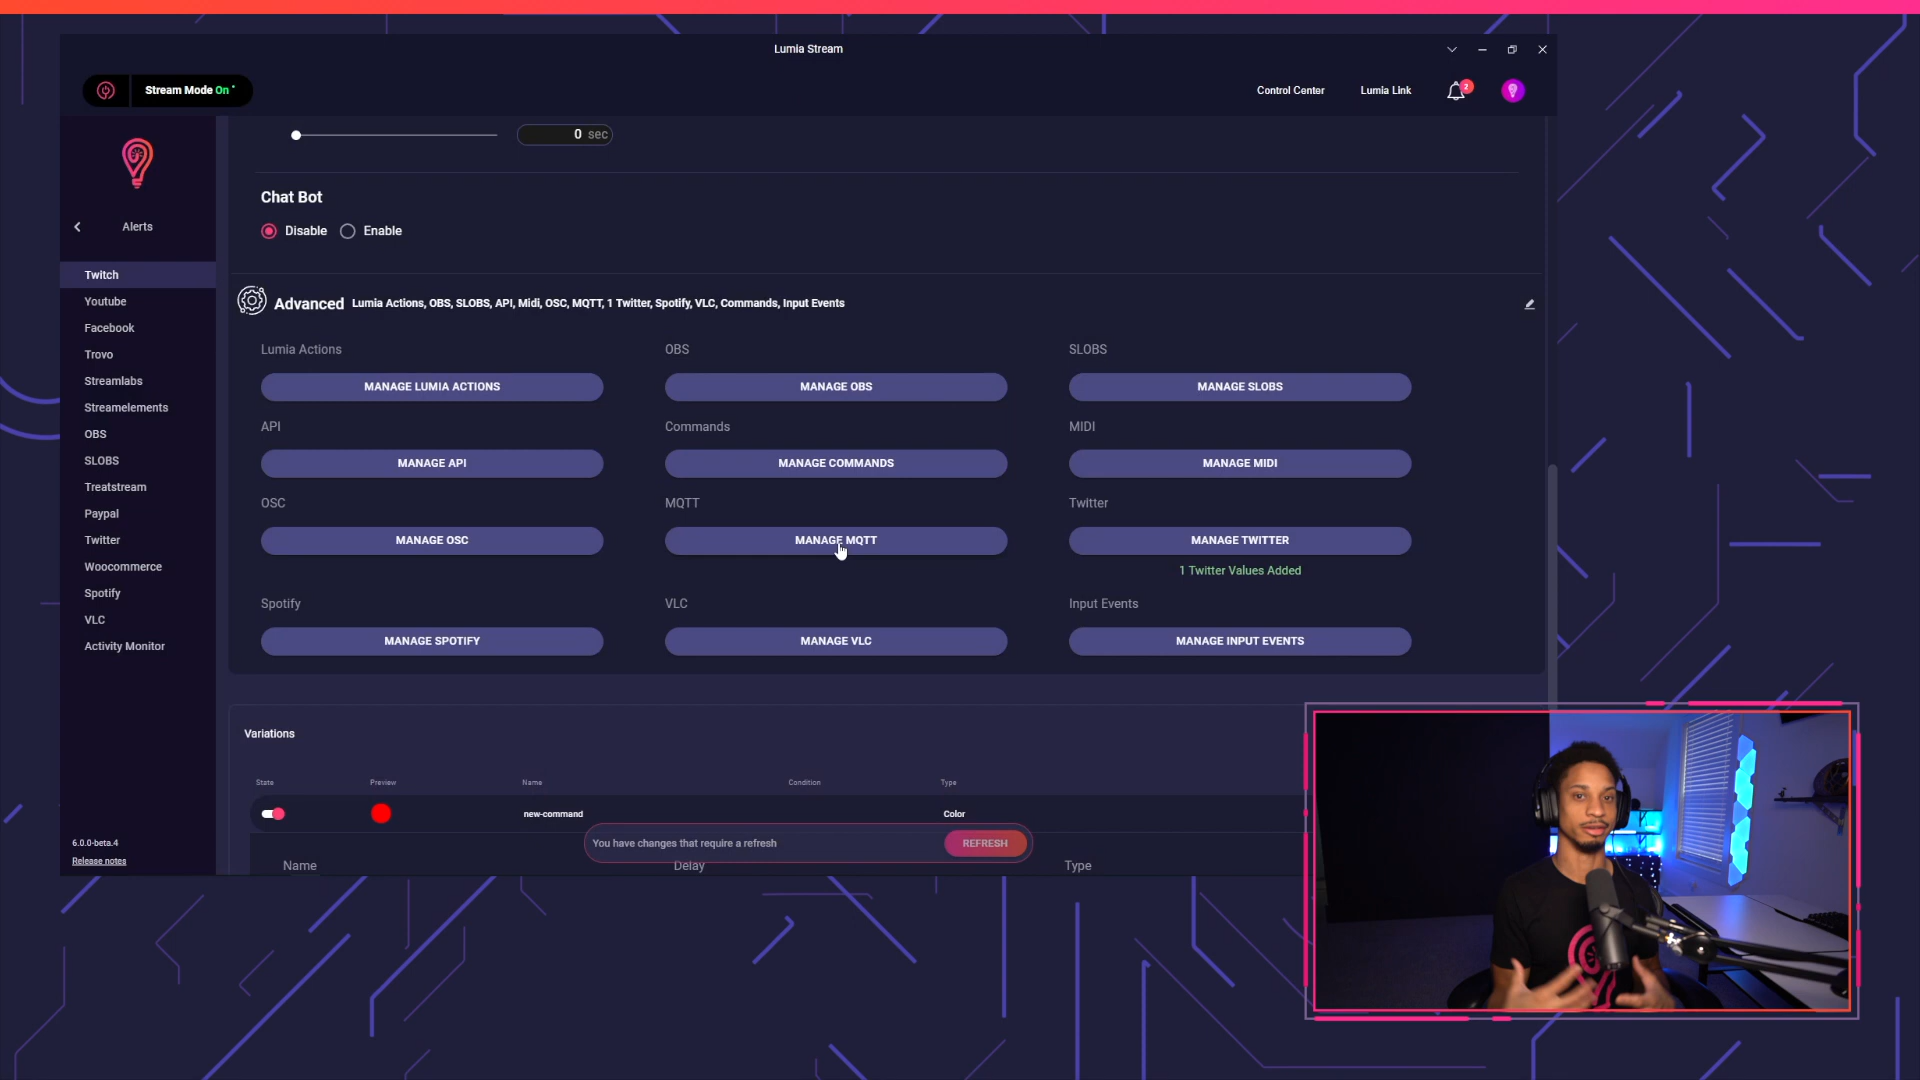 Lumia Stream
Stream Mode On
Control Center
Lumia Link
2
0 sec
Alerts
Twitch
Youtube
Facebook
Trovo
Streamlabs
Streamelements
OBS
SLOBS
Treatstream
Paypal
Twitter
Woocommerce
Spotify
VLC
Activity Monitor
6.0.0-beta.4
Release notes
Chat Bot
Disable
Enable
Advanced Lumia Actions, OBS, SLOBS, API, Midi, OSC, MQTT, 1 Twitter, Spotify, VLC, Commands, Input Events
Lumia Actions
OBS
SLOBS
MANAGE LUMIA ACTIONS
MANAGE OBS
MANAGE SLOBS
API
Commands
MIDI
MANAGE API
MANAGE COMMANDS
MANAGE MIDI
OSC
MQTT
Twitter
MANAGE OSC
MANAGE MQTT
MANAGE TWITTER
1 Twitter Values Added
Spotify
VLC
Input Events
MANAGE SPOTIFY
MANAGE VLC
MANAGE INPUT EVENTS
Variations
State
Preview
Name
Condition
Type
new-command
Color
You have changes that require a refresh
REFRESH
Name
Delay
Type